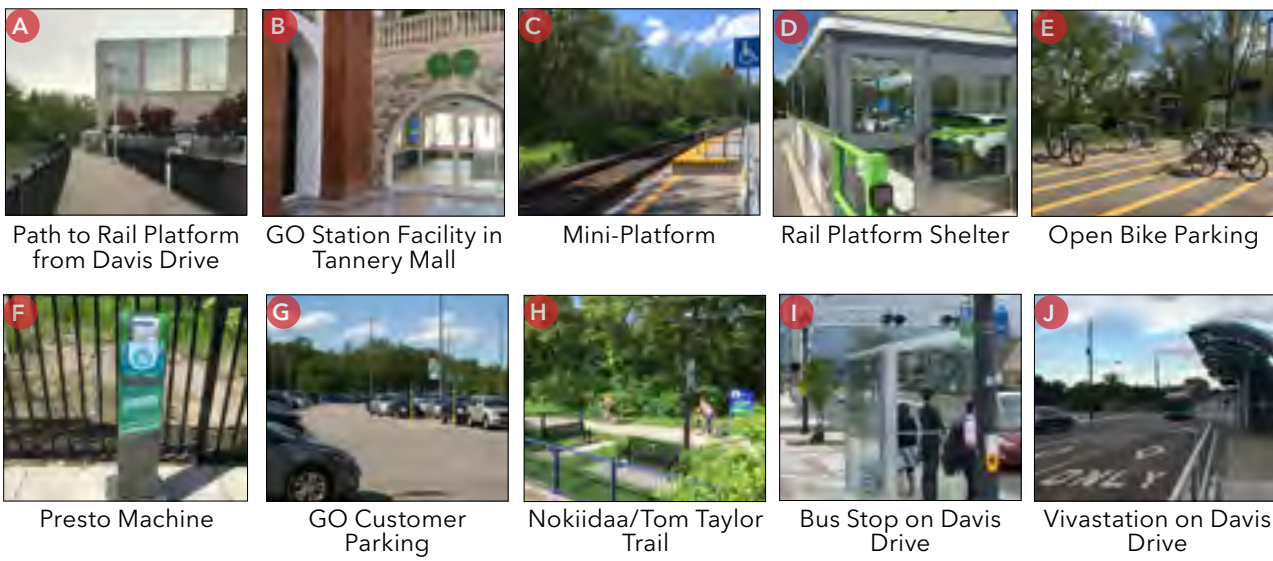 A
B
C
D
E
Path to Rail Platform
from Davis Drive
GO Station Facility in
Tannery Mall
Mini-Platform
Rail Platform Shelter
Open Bike Parking
F
G
H
I
J
ONLY
Presto Machine
GO Customer
Parking
Nokiidaa/Tom Taylor
Trail
Bus Stop on Davis
Drive
Vivastation on Davis
Drive